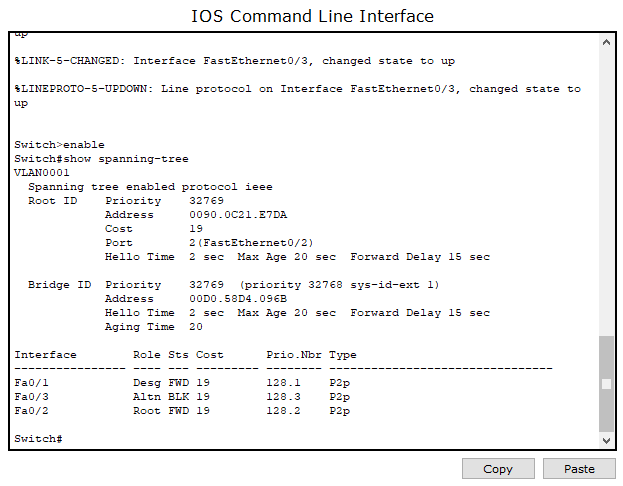 IOS Command Line Interface
up
%LINK-5-CHANGED: Interface FastEthernet0/3, changed state to up
%LINEPROTO-5-UPDOWN: Line protocol on Interface FastEthernet0/3, changed state to
up
Switch>enable
Switch#show spanning-tree
VLAN0001
  Spanning tree enabled protocol ieee
  Root ID    Priority    32769
             Address     0090.0C21.E7DA
             Cost        19
             Port        2(FastEthernet0/2)
             Hello Time  2 sec  Max Age 20 sec  Forward Delay 15 sec
  Bridge ID  Priority    32769  (priority 32768 sys-id-ext 1)
             Address     00D0.58D4.096B
             Hello Time  2 sec  Max Age 20 sec  Forward Delay 15 sec
             Aging Time  20
Interface        Role Sts Cost      Prio.Nbr Type
---------------- ---- --- --------- -------- --------------------------------
Fa0/1            Desg FWD 19        128.1    P2p
Fa0/3            Altn BLK 19        128.3    P2p
Fa0/2            Root FWD 19        128.2    P2p
Switch#
Copy Paste